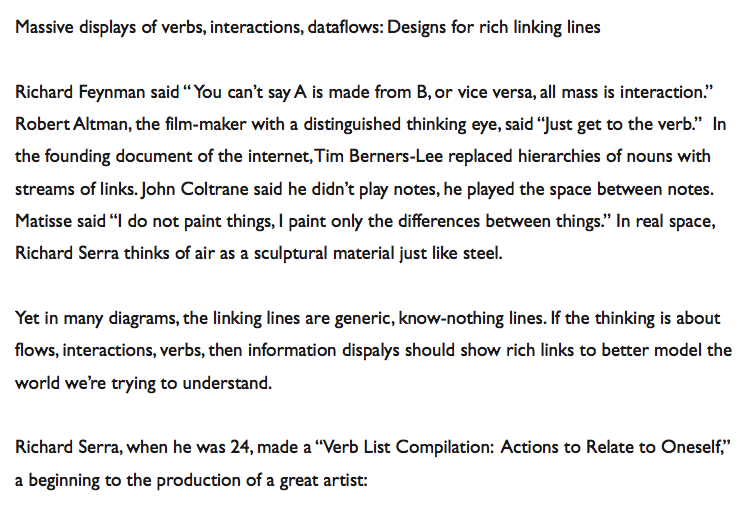 Massive displays of verbs, interactions, dataflows: Designs for rich linking lines
Richard Feynman said “You can’t say A is made from B, or vice versa, all mass is interaction.”
Robert Altman, the film-maker with a distinguished thinking eye, said “Just get to the verb.” In
the founding document of the internet, Tim Berners-Lee replaced hierarchies of nouns with
streams of links. John Coltrane said he didn’t play notes, he played the space between notes.
Matisse said “I do not paint things, I paint only the differences between things.” In real space,
Richard Serra thinks of air as a sculptural material just like steel.
Yet in many diagrams, the linking lines are generic, know-nothing lines. If the thinking is about
flows, interactions, verbs, then information dispalys should show rich links to better model the
world we’re trying to understand.
Richard Serra, when he was 24, made a “Verb List Compilation: Actions to Relate to Oneself,”
a beginning to the production of a great artist: